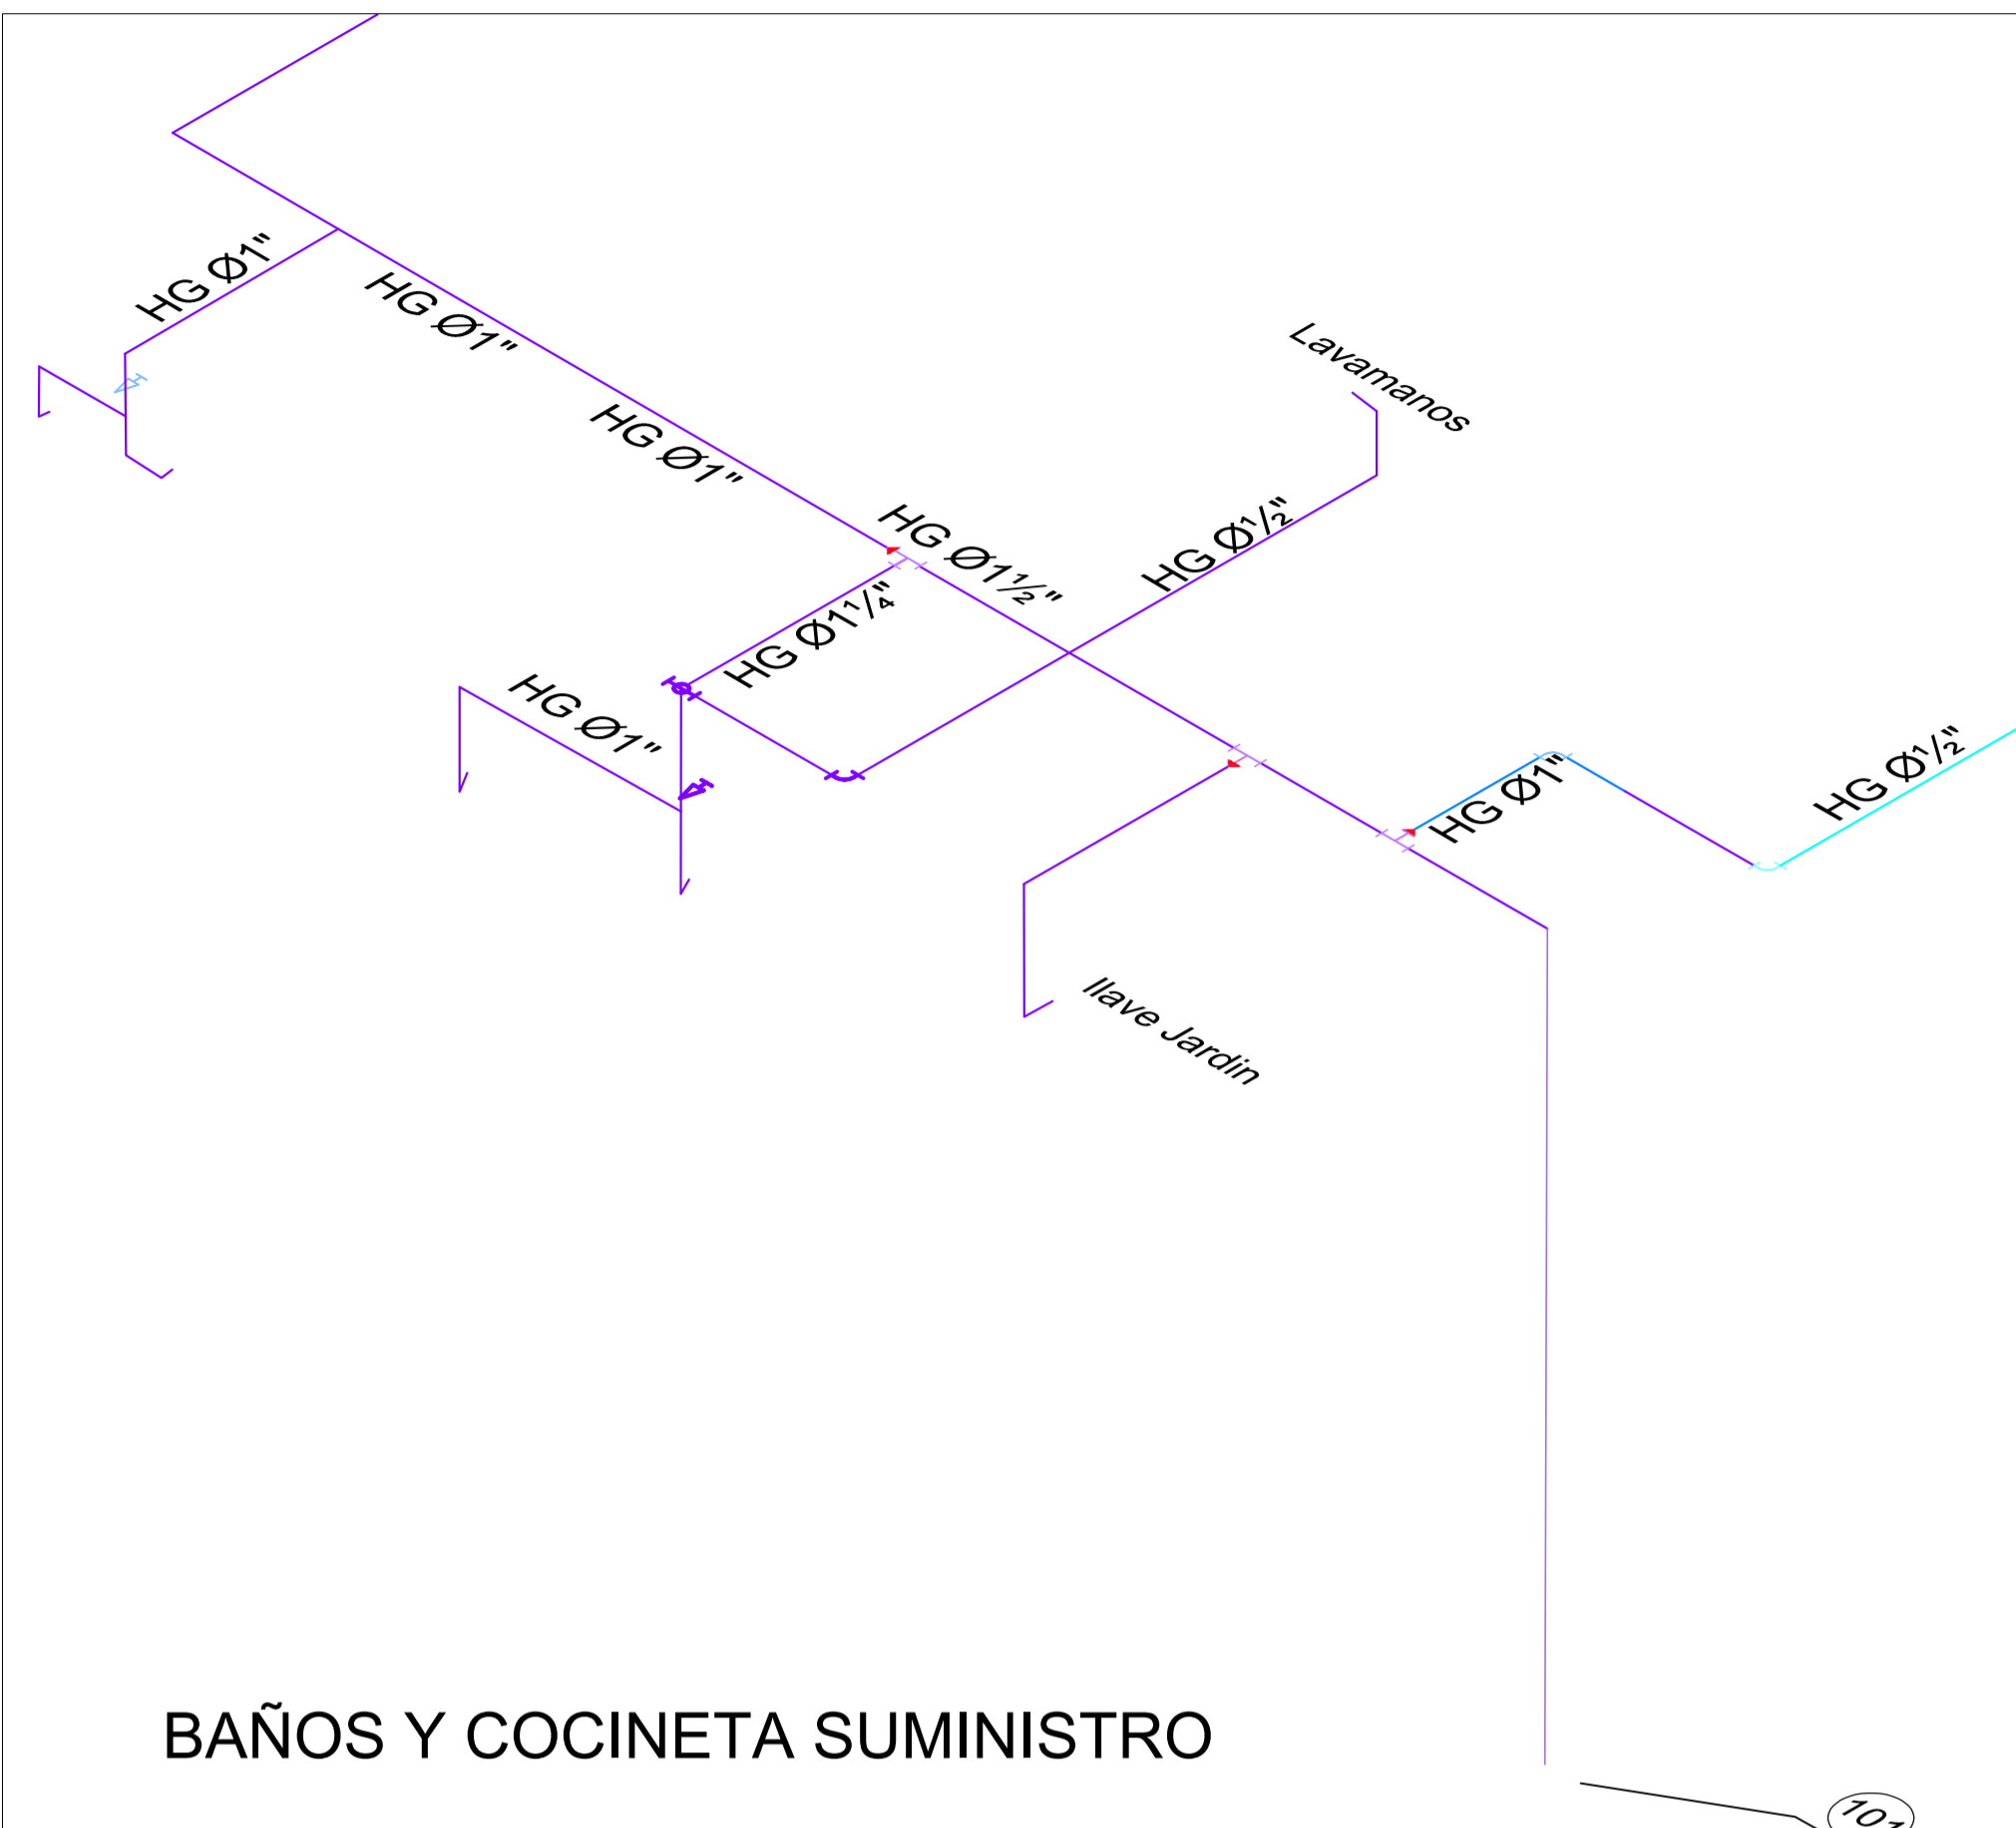 HG Ø1"
HG Ø1"
Lavamanos
HG Ø1"
HG Ø1½"
HG Ø½"
HG Ø1¼"
HG Ø1"
HG Ø1"
HG Ø½"
llave Jardin
BAÑOS Y COCINETA SUMINISTRO